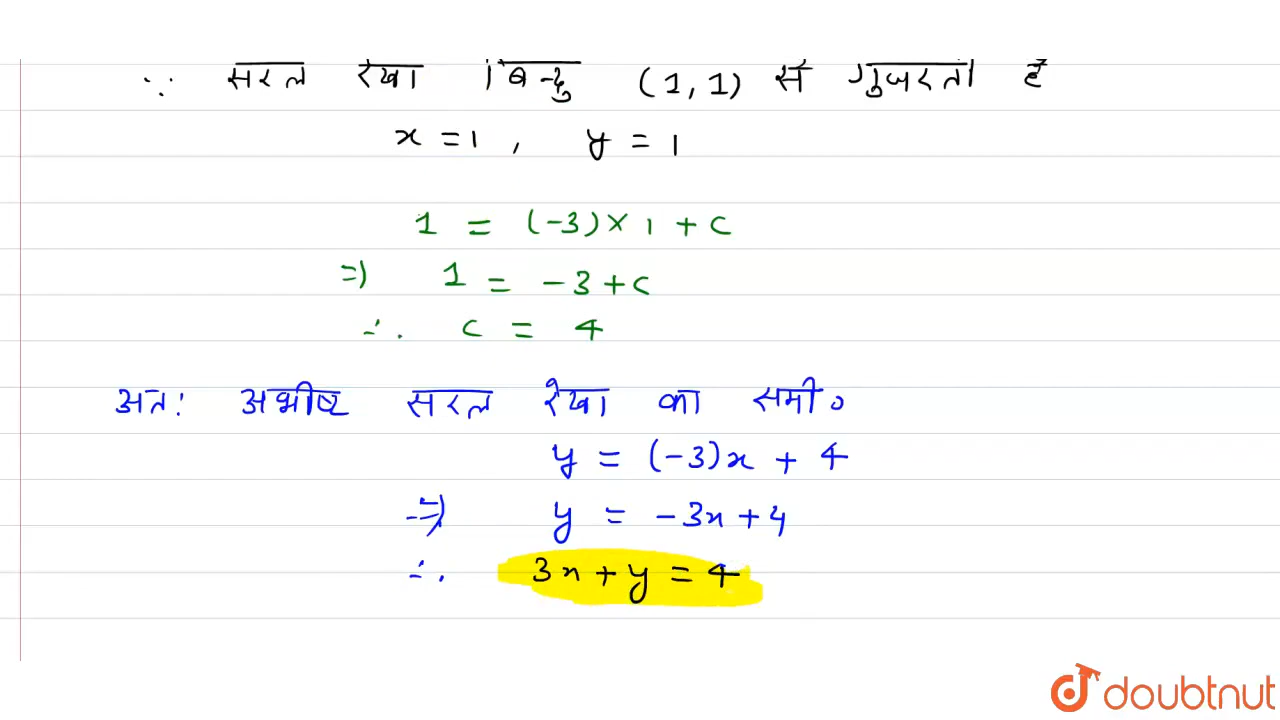 ∵ सरल रेखा बिन्दु (1, 1) से गुजरती है
x = 1 , y = 1
1 = (-3) × 1 + c
⇒ 1 = -3 + c
∴ c = 4
अतः अभीष्ट सरल रेखा का समी०
y = (-3)x + 4
⇒ y = -3x + 4
∴ 3x + y = 4
doubtnut